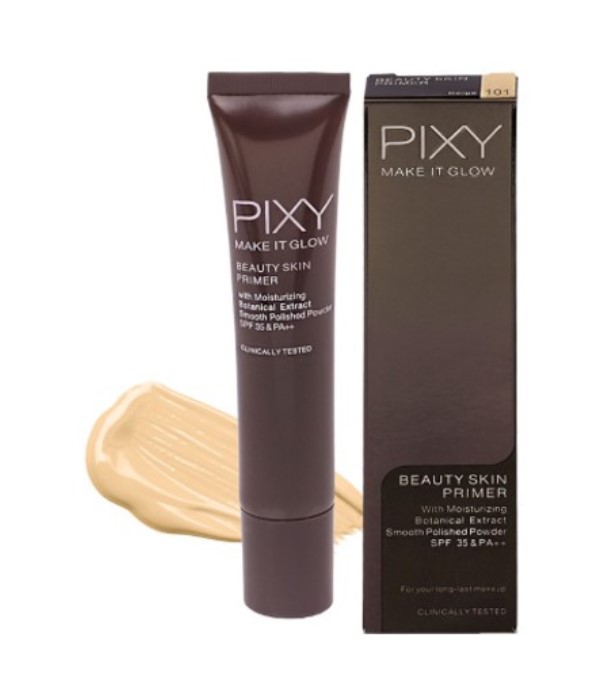 PIXY
MAKE IT GLOW
BEAUTY SKIN
PRIMER
with Moisturizing
Botanical Extract
Smooth Polished Powder
SPF 35 & PA++
CLINICALLY TESTED
BEAUTY SKIN
PRIMER
Beige 101
PIXY
MAKE IT GLOW
BEAUTY SKIN
PRIMER
With Moisturizing
Botanical Extract
Smooth Polished Powder
SPF 35 & PA++
For your long-last makeup
CLINICALLY TESTED